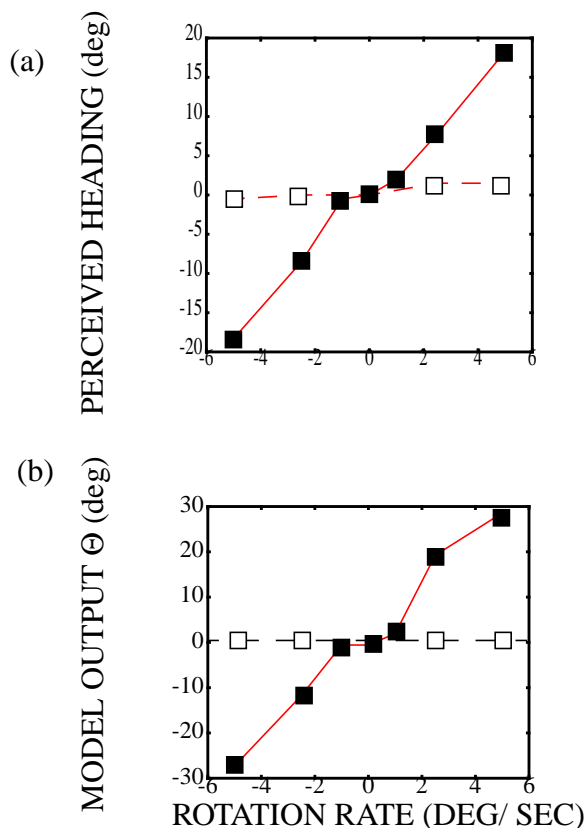 (a)
PERCEIVED HEADING (deg)
20
15
10
5
0
-5
-10
-15
-20
-6 -4 -2 0 2 4 6
(b)
MODEL OUTPUT Θ (deg)
30
20
10
0
-10
-20
-30
-6 -4 -2 0 2 4 6
ROTATION RATE (DEG/ SEC)